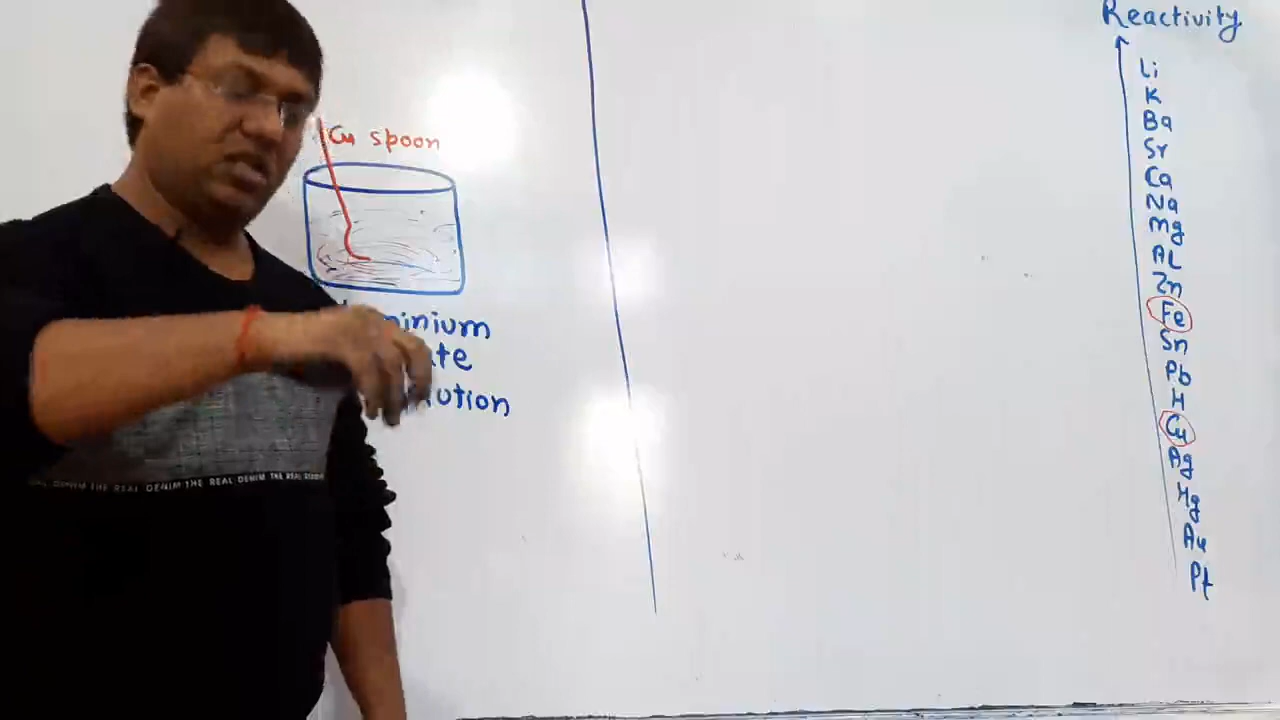 Cu spoon
minium
te
ution
DENIM THE REAL DENIM THE REAL DENIM THE REAL
Reactivity
Li
K
Ba
Sr
Ca
Na
Mg
AL
Zn
Fe
Sn
Pb
H
Cu
Ag
Hg
Au
Pt